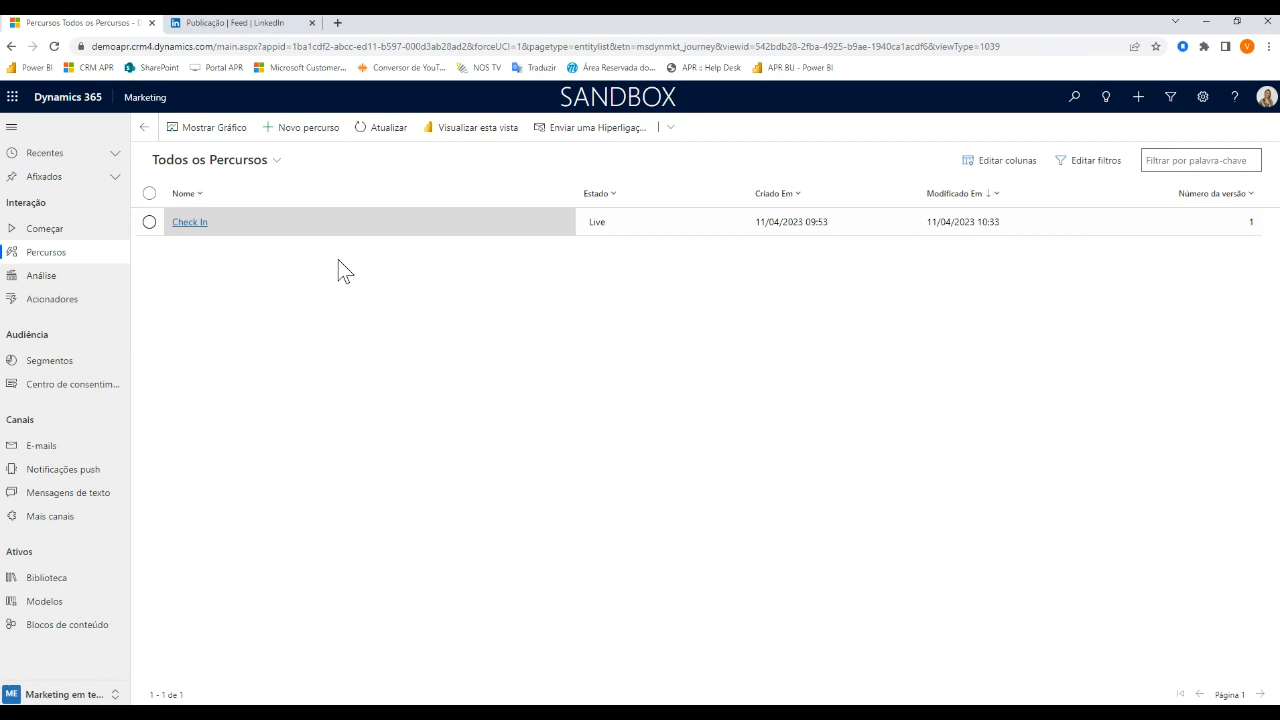 Percursos Todos os Percursos - D
Publicação | Feed | LinkedIn
demoapr.crm4.dynamics.com/main.aspx?appid=1ba1cdf2-abcc-ed11-b597-000d3ab28ad2&forceUCI=1&pagetype=entitylist&etn=msdynmkt_journey&viewid=542bdb28-2fba-4925-b9ae-1940ca1acdf6&viewType=1039
Power BI
CRM APR
SharePoint
Portal APR
Microsoft Customer...
Conversor de YouT...
NOS TV
Traduzir
Área Reservada do...
APR :: Help Desk
APR BU - Power BI
V
Dynamics 365
Marketing
SANDBOX
Mostrar Gráfico
Novo percurso
Atualizar
Visualizar esta vista
Enviar uma Hiperligaç...
Recentes
Afixados
Interação
Começar
Percursos
Análise
Acionadores
Audiência
Segmentos
Centro de consentim...
Canais
E-mails
Notificações push
Mensagens de texto
Mais canais
Ativos
Biblioteca
Modelos
Blocos de conteúdo
ME Marketing em te...
Todos os Percursos
Editar colunas
Editar filtros
Filtrar por palavra-chave
Nome
Estado
Criado Em
Modificado Em
Número da versão
Check In
Live
11/04/2023 09:53
11/04/2023 10:33
1
1 - 1 de 1
Página 1